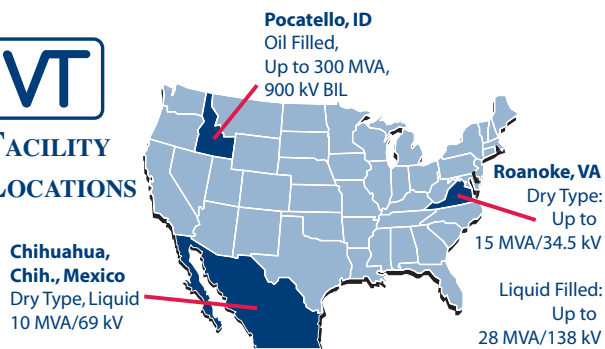 VT
FACILITY
LOCATIONS
Pocatello, ID
Oil Filled,
Up to 300 MVA,
900 kV BIL
Roanoke, VA
Dry Type:
Up to
15 MVA/34.5 kV
Liquid Filled:
Up to
28 MVA/138 kV
Chihuahua,
Chih., Mexico
Dry Type, Liquid
10 MVA/69 kV